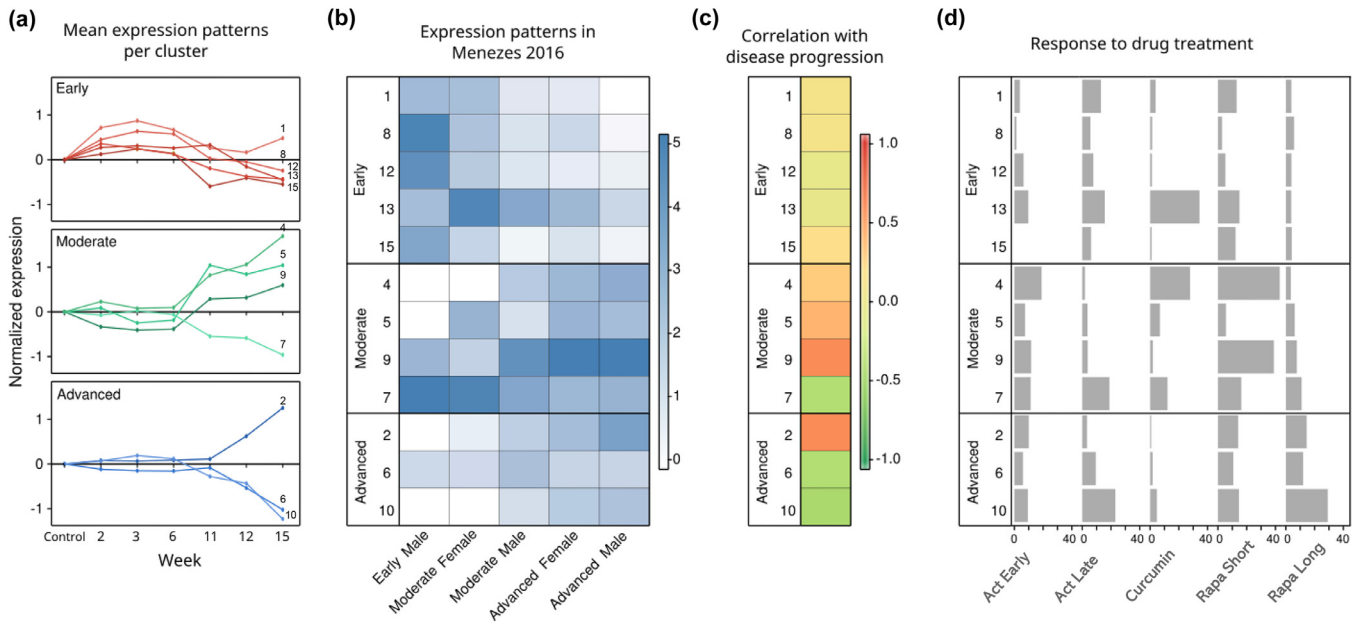 (a)
Mean expression patterns
per cluster
Normalized expression
Early
1
0
-1
1
8
12
13
15
Moderate
1
0
-1
4
5
9
7
Advanced
1
0
-1
2
6
10
Control 2 3 6 11 12 15
Week
(b)
Expression patterns in
Menezes 2016
Early
1
8
12
13
15
Moderate
4
5
9
7
Advanced
2
6
10
Early Male
Moderate Female
Moderate Male
Advanced Female
Advanced Male
5
4
3
2
1
0
(c)
Correlation with
disease progression
Early
1
8
12
13
15
Moderate
4
5
9
7
Advanced
2
6
10
1.0
0.5
0.0
-0.5
-1.0
(d)
Response to drug treatment
Early
1
8
12
13
15
Moderate
4
5
9
7
Advanced
2
6
10
0 40 0 40 0 40 0 40 0 40
Act Early
Act Late
Curcumin
Rapa Short
Rapa Long